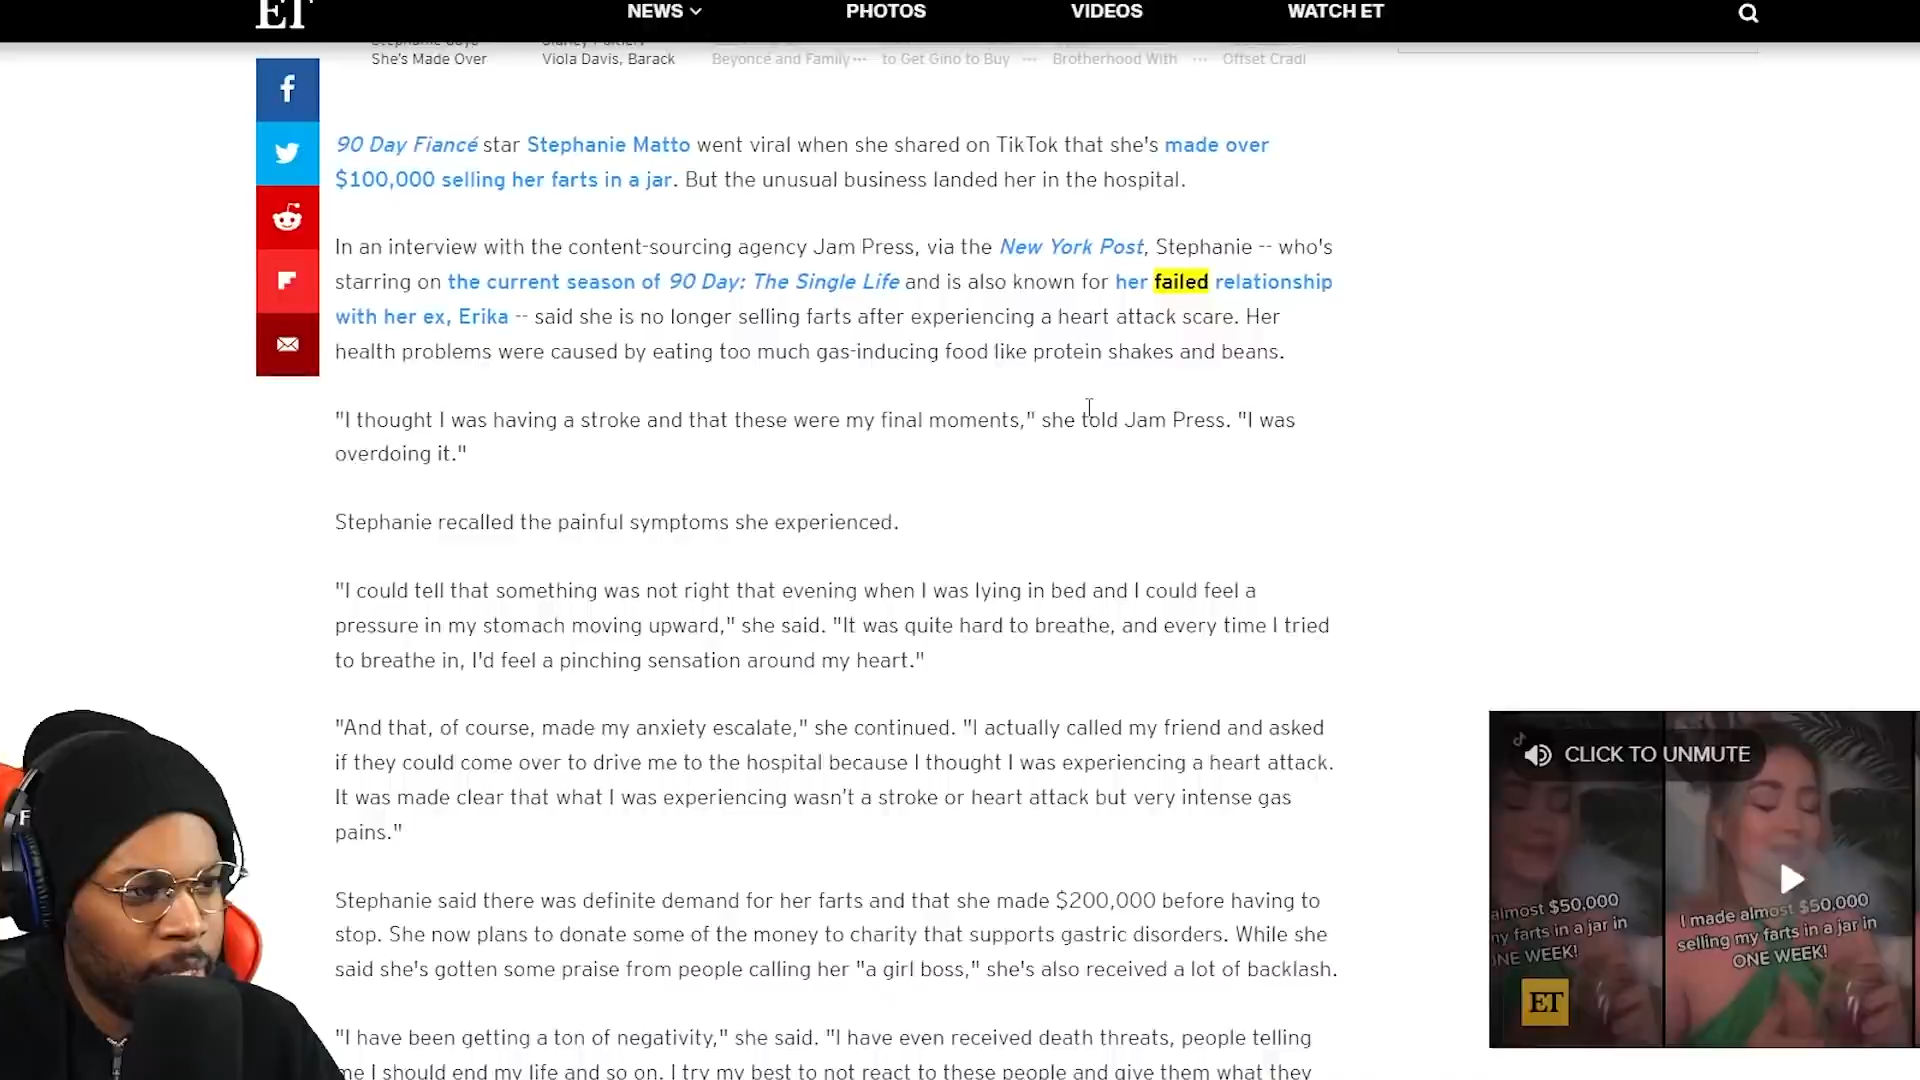 ET
NEWS
PHOTOS
VIDEOS
WATCH ET
She's Made Over
Viola Davis, Barack
Beyoncé and Family ...
to Get Gino to Buy ...
Brotherhood With ...
Offset Cradl
90 Day Fiancé star Stephanie Matto went viral when she shared on TikTok that she's made over
$100,000 selling her farts in a jar. But the unusual business landed her in the hospital.
In an interview with the content-sourcing agency Jam Press, via the New York Post, Stephanie -- who's
starring on the current season of 90 Day: The Single Life and is also known for her failed relationship
with her ex, Erika -- said she is no longer selling farts after experiencing a heart attack scare. Her
health problems were caused by eating too much gas-inducing food like protein shakes and beans.
"I thought I was having a stroke and that these were my final moments," she told Jam Press. "I was
overdoing it."
Stephanie recalled the painful symptoms she experienced.
"I could tell that something was not right that evening when I was lying in bed and I could feel a
pressure in my stomach moving upward," she said. "It was quite hard to breathe, and every time I tried
to breathe in, I'd feel a pinching sensation around my heart."
"And that, of course, made my anxiety escalate," she continued. "I actually called my friend and asked
if they could come over to drive me to the hospital because I thought I was experiencing a heart attack.
It was made clear that what I was experiencing wasn't a stroke or heart attack but very intense gas
pains."
Stephanie said there was definite demand for her farts and that she made $200,000 before having to
stop. She now plans to donate some of the money to charity that supports gastric disorders. While she
said she's gotten some praise from people calling her "a girl boss," she's also received a lot of backlash.
"I have been getting a ton of negativity," she said. "I have even received death threats, people telling
me I should end my life and so on. I try my best to not react to these people and give them what they
CLICK TO UNMUTE
almost $50,000
my farts in a jar in
ONE WEEK!
I made almost $50,000
selling my farts in a jar in
ONE WEEK!
ET